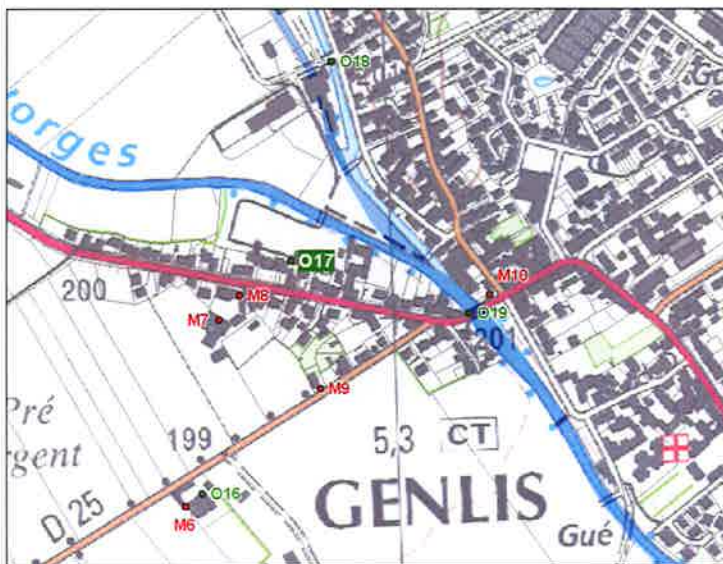 O18
orges
O17
M10
200
M8
O19
M7
201
M9
Pré
199
5,3
CT
rgent
O16
GENLIS
M6
D 25
Gué